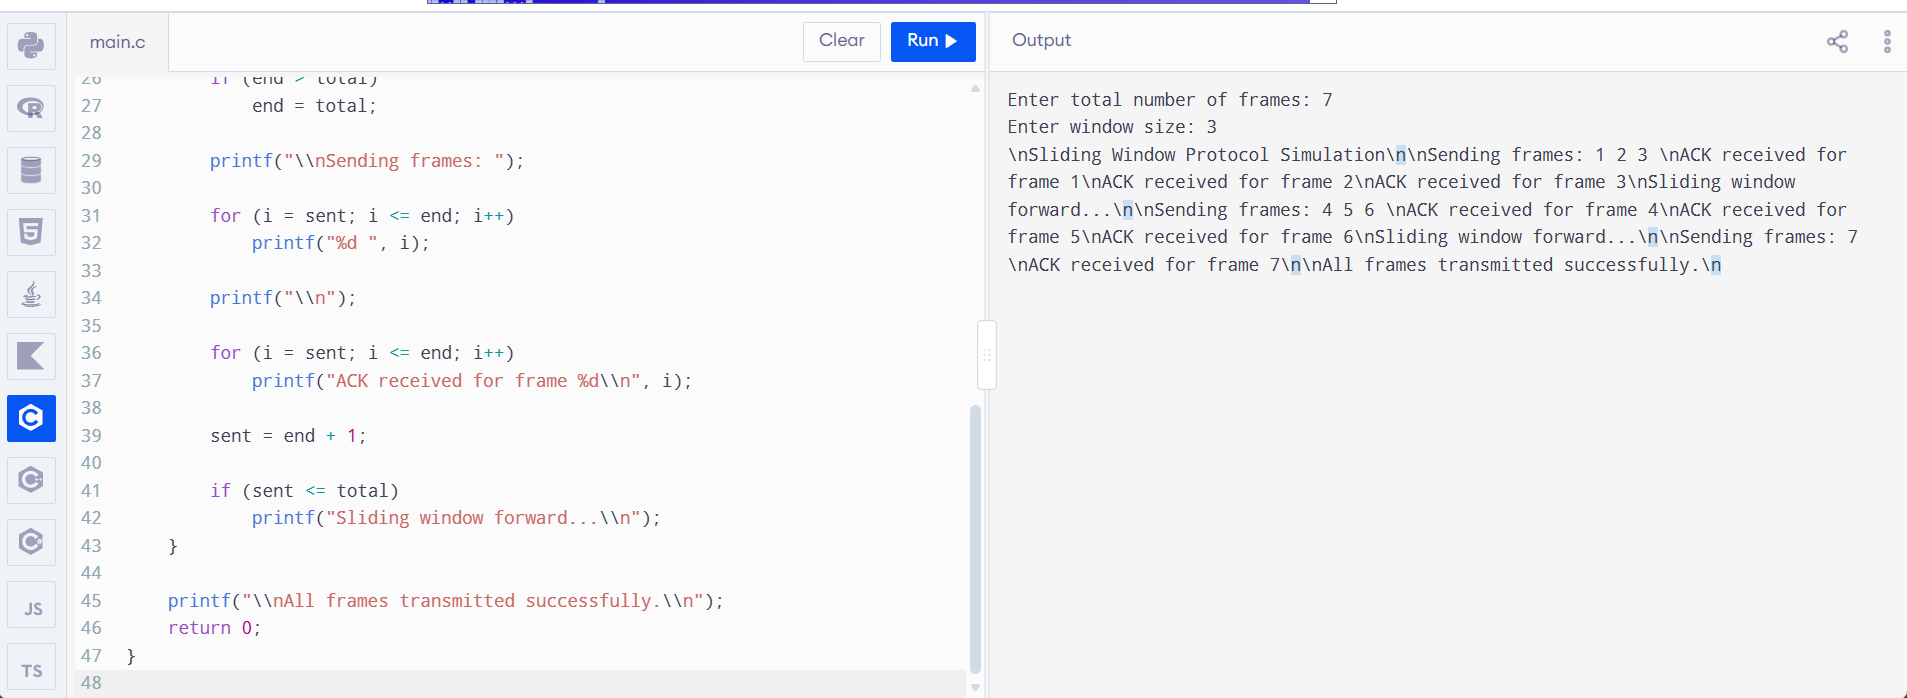 main.c
Clear
Run
Output
26 if (end > total)
27 end = total;
28
29 printf("\\nSending frames: ");
30
31 for (i = sent; i <= end; i++)
32 printf("%d ", i);
33
34 printf("\\n");
35
36 for (i = sent; i <= end; i++)
37 printf("ACK received for frame %d\\n", i);
38
39 sent = end + 1;
40
41 if (sent <= total)
42 printf("Sliding window forward...\\n");
43 }
44
45 printf("\\nAll frames transmitted successfully.\\n");
46 return 0;
47 }
48
Enter total number of frames: 7
Enter window size: 3
\nSliding Window Protocol Simulation\n\nSending frames: 1 2 3 \nACK received for
frame 1\nACK received for frame 2\nACK received for frame 3\nSliding window
forward...\n\nSending frames: 4 5 6 \nACK received for frame 4\nACK received for
frame 5\nACK received for frame 6\nSliding window forward...\n\nSending frames: 7
\nACK received for frame 7\n\nAll frames transmitted successfully.\n
R
5
C
C
C
JS
TS